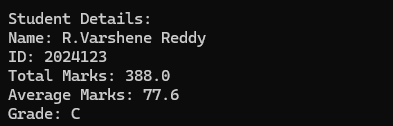 Student Details:
Name: R.Varshene Reddy
ID: 2024123
Total Marks: 388.0
Average Marks: 77.6
Grade: C